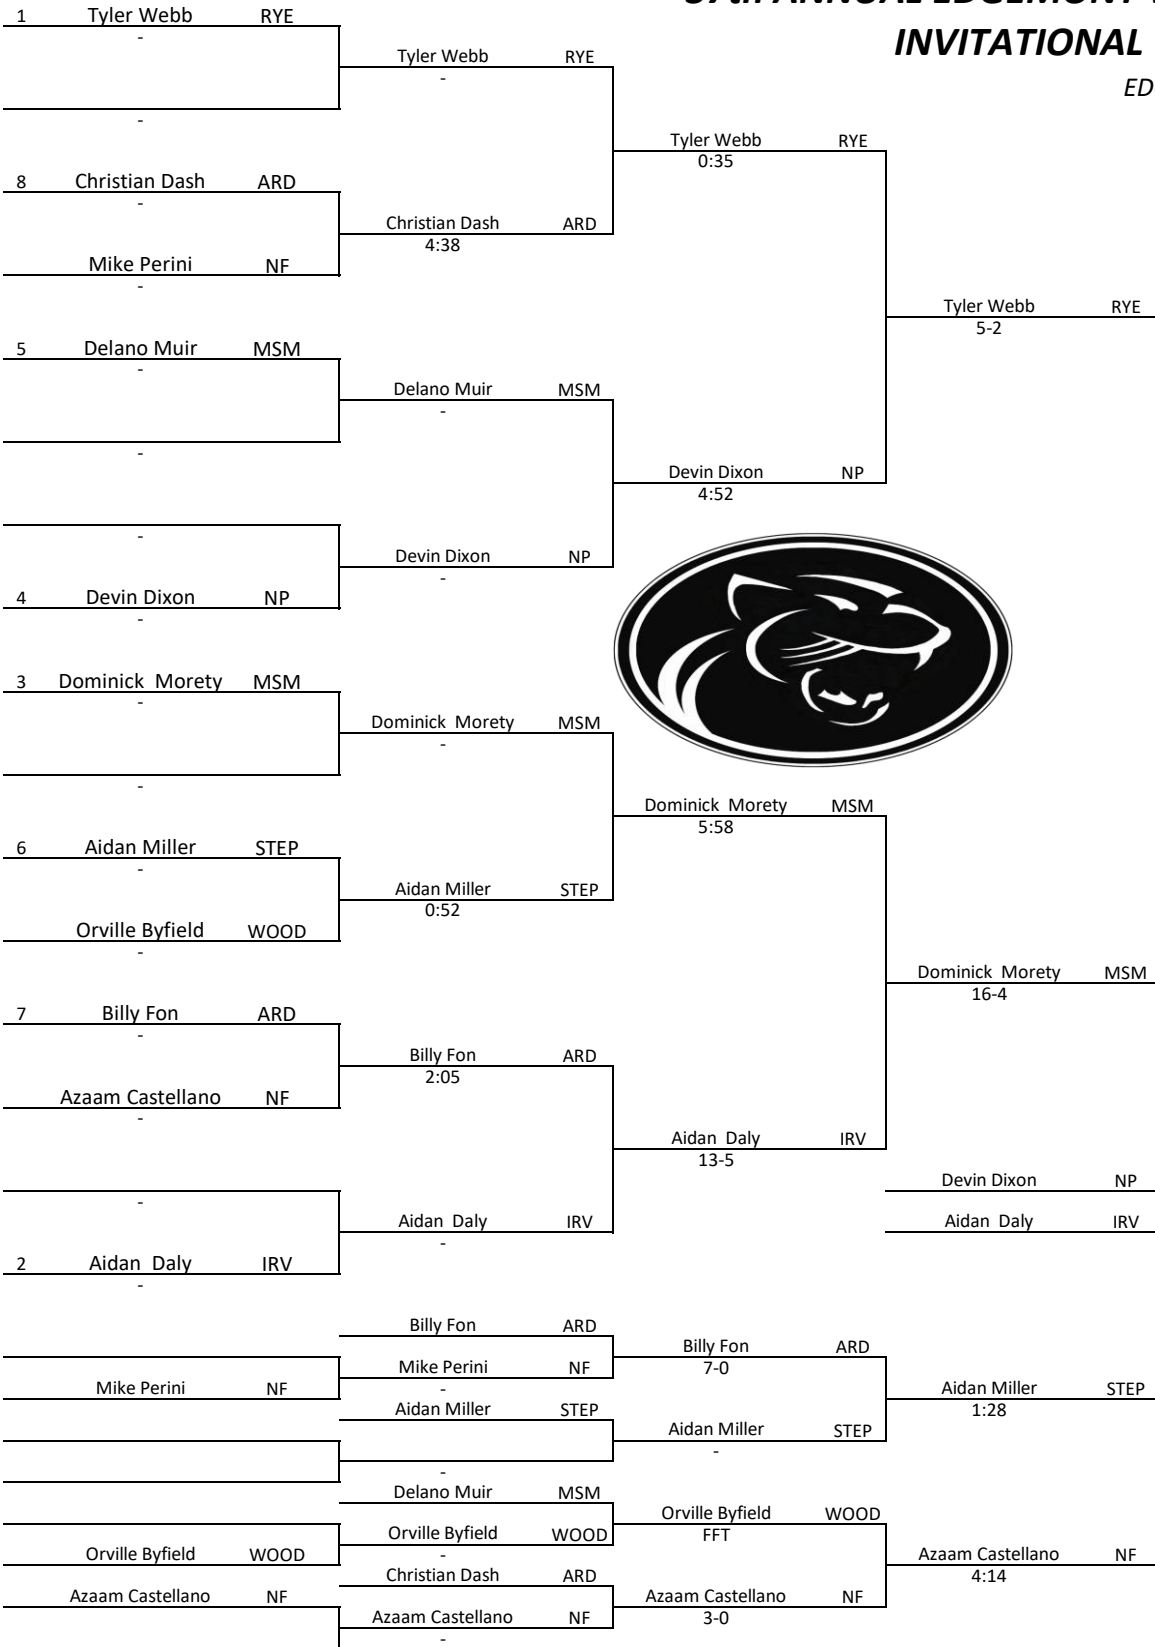 57th ANNUAL EDGEMONT
INVITATIONAL
ED
1 Tyler Webb RYE
-
Tyler Webb RYE
-
-
Tyler Webb RYE
0:35
8 Christian Dash ARD
-
Christian Dash ARD
4:38
Mike Perini NF
-
Tyler Webb RYE
5-2
5 Delano Muir MSM
-
Delano Muir MSM
-
-
Devin Dixon NP
4:52
-
Devin Dixon NP
-
4 Devin Dixon NP
-
3 Dominick Morety MSM
-
Dominick Morety MSM
-
-
Dominick Morety MSM
5:58
6 Aidan Miller STEP
-
Aidan Miller STEP
0:52
Orville Byfield WOOD
-
Dominick Morety MSM
16-4
7 Billy Fon ARD
-
Billy Fon ARD
2:05
Azaam Castellano NF
-
Aidan Daly IRV
13-5
Devin Dixon NP
-
Aidan Daly IRV
-
Aidan Daly IRV
2 Aidan Daly IRV
-
Billy Fon ARD
Billy Fon ARD
7-0
Mike Perini NF
-
Mike Perini NF
Aidan Miller STEP
1:28
Aidan Miller STEP
Aidan Miller STEP
-
-
Delano Muir MSM
Orville Byfield WOOD
FFT
Orville Byfield WOOD
-
Orville Byfield WOOD
Azaam Castellano NF
4:14
Christian Dash ARD
Azaam Castellano NF
Azaam Castellano NF
3-0
Azaam Castellano NF
-